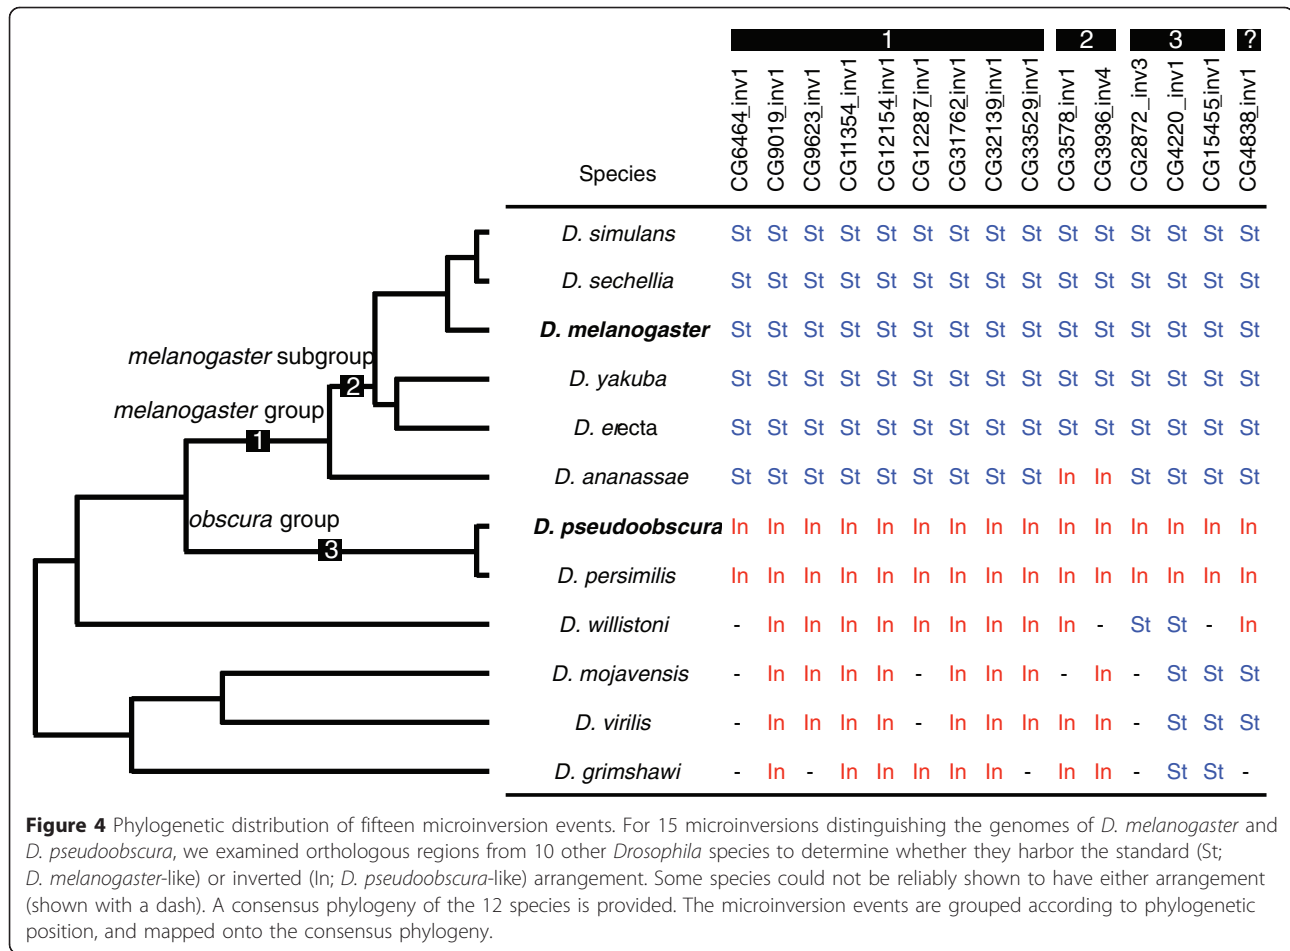 1 2 3 ?
CG6464_inv1 CG9019_inv1 CG9623_inv1 CG11354_inv1 CG12154_inv1 CG12287_inv1 CG31762_inv1 CG32139_inv1 CG33529_inv1 CG3578_inv1 CG3936_inv4 CG2872_inv3 CG4220_inv1 CG15455_inv1 CG4838_inv1
Species
D. simulans St St St St St St St St St St St St St St St
D. sechellia St St St St St St St St St St St St St St St
D. melanogaster St St St St St St St St St St St St St St St
melanogaster subgroup
2
D. yakuba St St St St St St St St St St St St St St St
melanogaster group
1
D. erecta St St St St St St St St St St St St St St St
D. ananassae St St St St St St St St St In In St St St St
obscura group
3
D. pseudoobscura In In In In In In In In In In In In In In In
D. persimilis In In In In In In In In In In In In In In In
D. willistoni - In In In In In In In In In - St St - In
D. mojavensis - In In In In - In In In - In - St St St
D. virilis - In In In In - In In In In In - St St St
D. grimshawi - In - In In In In In - In In - St St -
Figure 4 Phylogenetic distribution of fifteen microinversion events. For 15 microinversions distinguishing the genomes of D. melanogaster and
D. pseudoobscura, we examined orthologous regions from 10 other Drosophila species to determine whether they harbor the standard (St;
D. melanogaster-like) or inverted (In; D. pseudoobscura-like) arrangement. Some species could not be reliably shown to have either arrangement
(shown with a dash). A consensus phylogeny of the 12 species is provided. The microinversion events are grouped according to phylogenetic
position, and mapped onto the consensus phylogeny.